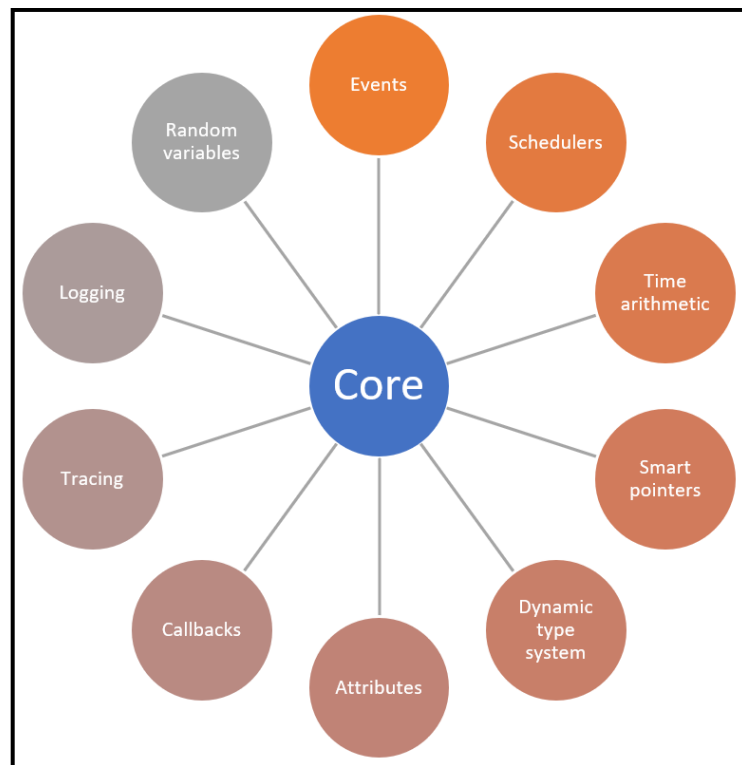 Events
Schedulers
Time
arithmetic
Smart
pointers
Dynamic
type
system
Attributes
Callbacks
Tracing
Logging
Random
variables
Core